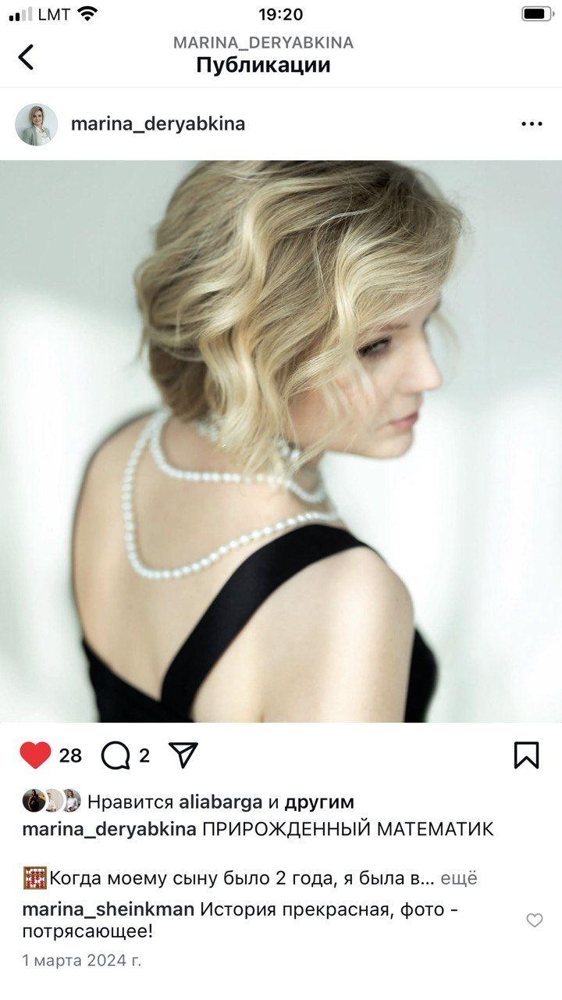 LMT 19:20
MARINA_DERYABKINA
Публикации
marina_deryabkina
28 2
Нравится aliabarga и другим
marina_deryabkina ПРИРОЖДЕННЫЙ МАТЕМАТИК
Когда моему сыну было 2 года, я была в... ещё
marina_sheinkman История прекрасная, фото -
потрясающее!
1 марта 2024 г.